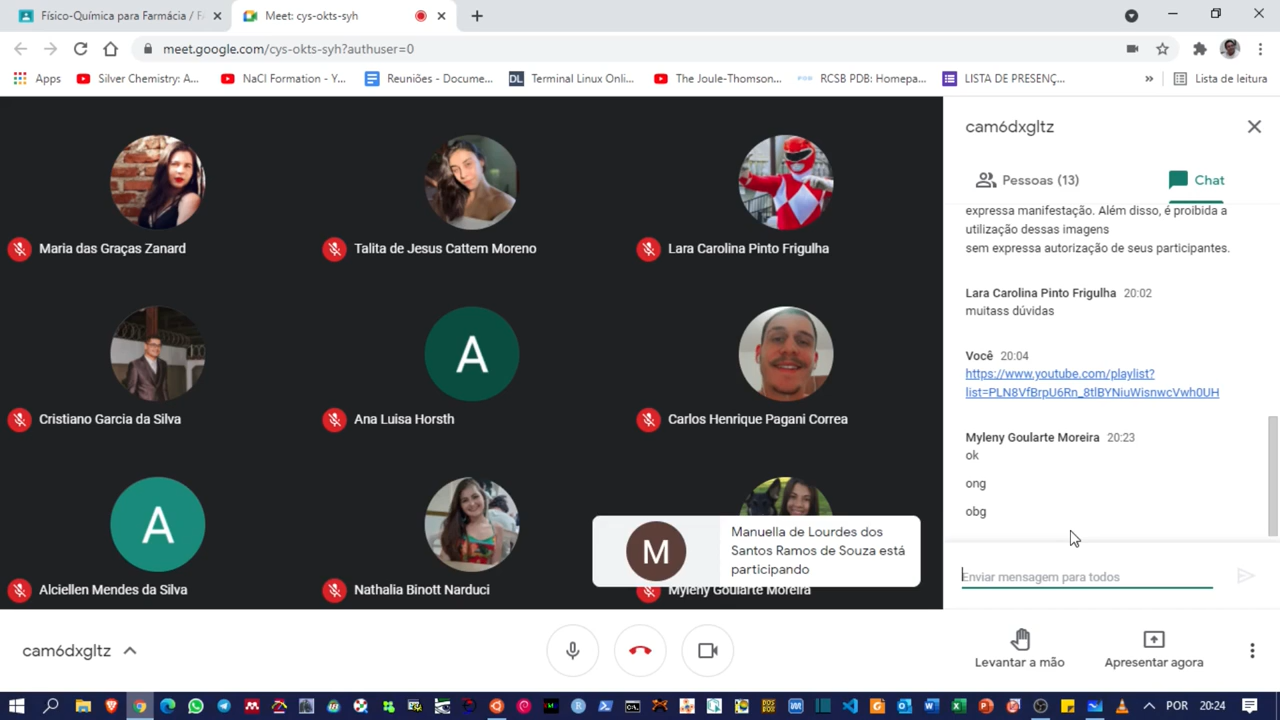 Físico-Química para Farmácia / F
Meet: cys-okts-syh
meet.google.com/cys-okts-syh?authuser=0
Apps
Silver Chemistry: A...
NaCl Formation - Y...
Reuniões - Docume...
DL
Terminal Linux Onli...
The Joule-Thomson...
RCSB PDB: Homepa...
LISTA DE PRESENÇ...
»
Lista de leitura
Maria das Graças Zanard
Talita de Jesus Cattem Moreno
Lara Carolina Pinto Frigulha
Cristiano Garcia da Silva
A
Ana Luisa Horsth
Carlos Henrique Pagani Correa
A
Alciellen Mendes da Silva
Nathalia Binott Narduci
Myleny Goularte Moreira
M
Manuella de Lourdes dos
Santos Ramos de Souza está
participando
cam6dxgltz
Pessoas (13)
Chat
expressa manifestação. Além disso, é proibida a
utilização dessas imagens
sem expressa autorização de seus participantes.
Lara Carolina Pinto Frigulha 20:02
muitass dúvidas
Você 20:04
https://www.youtube.com/playlist?
list=PLN8VfBrpU6Rn_8tlBYNiuWisnwcVwh0UH
Myleny Goularte Moreira 20:23
ok
ong
obg
Enviar mensagem para todos
cam6dxgltz
Levantar a mão
Apresentar agora
POR
20:24